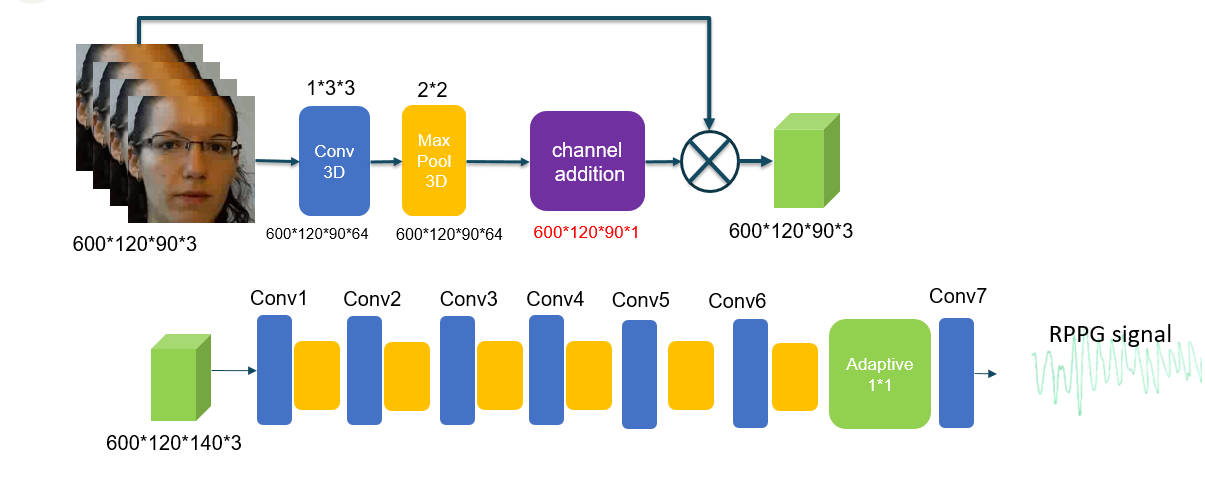 1*3*3
2*2
Conv
3D
Max
Pool
3D
channel
addition
600*120*90*3
600*120*90*64
600*120*90*64
600*120*90*1
600*120*90*3
Conv1
Conv2
Conv3
Conv4
Conv5
Conv6
Conv7
Adaptive
1*1
RPPG signal
600*120*140*3